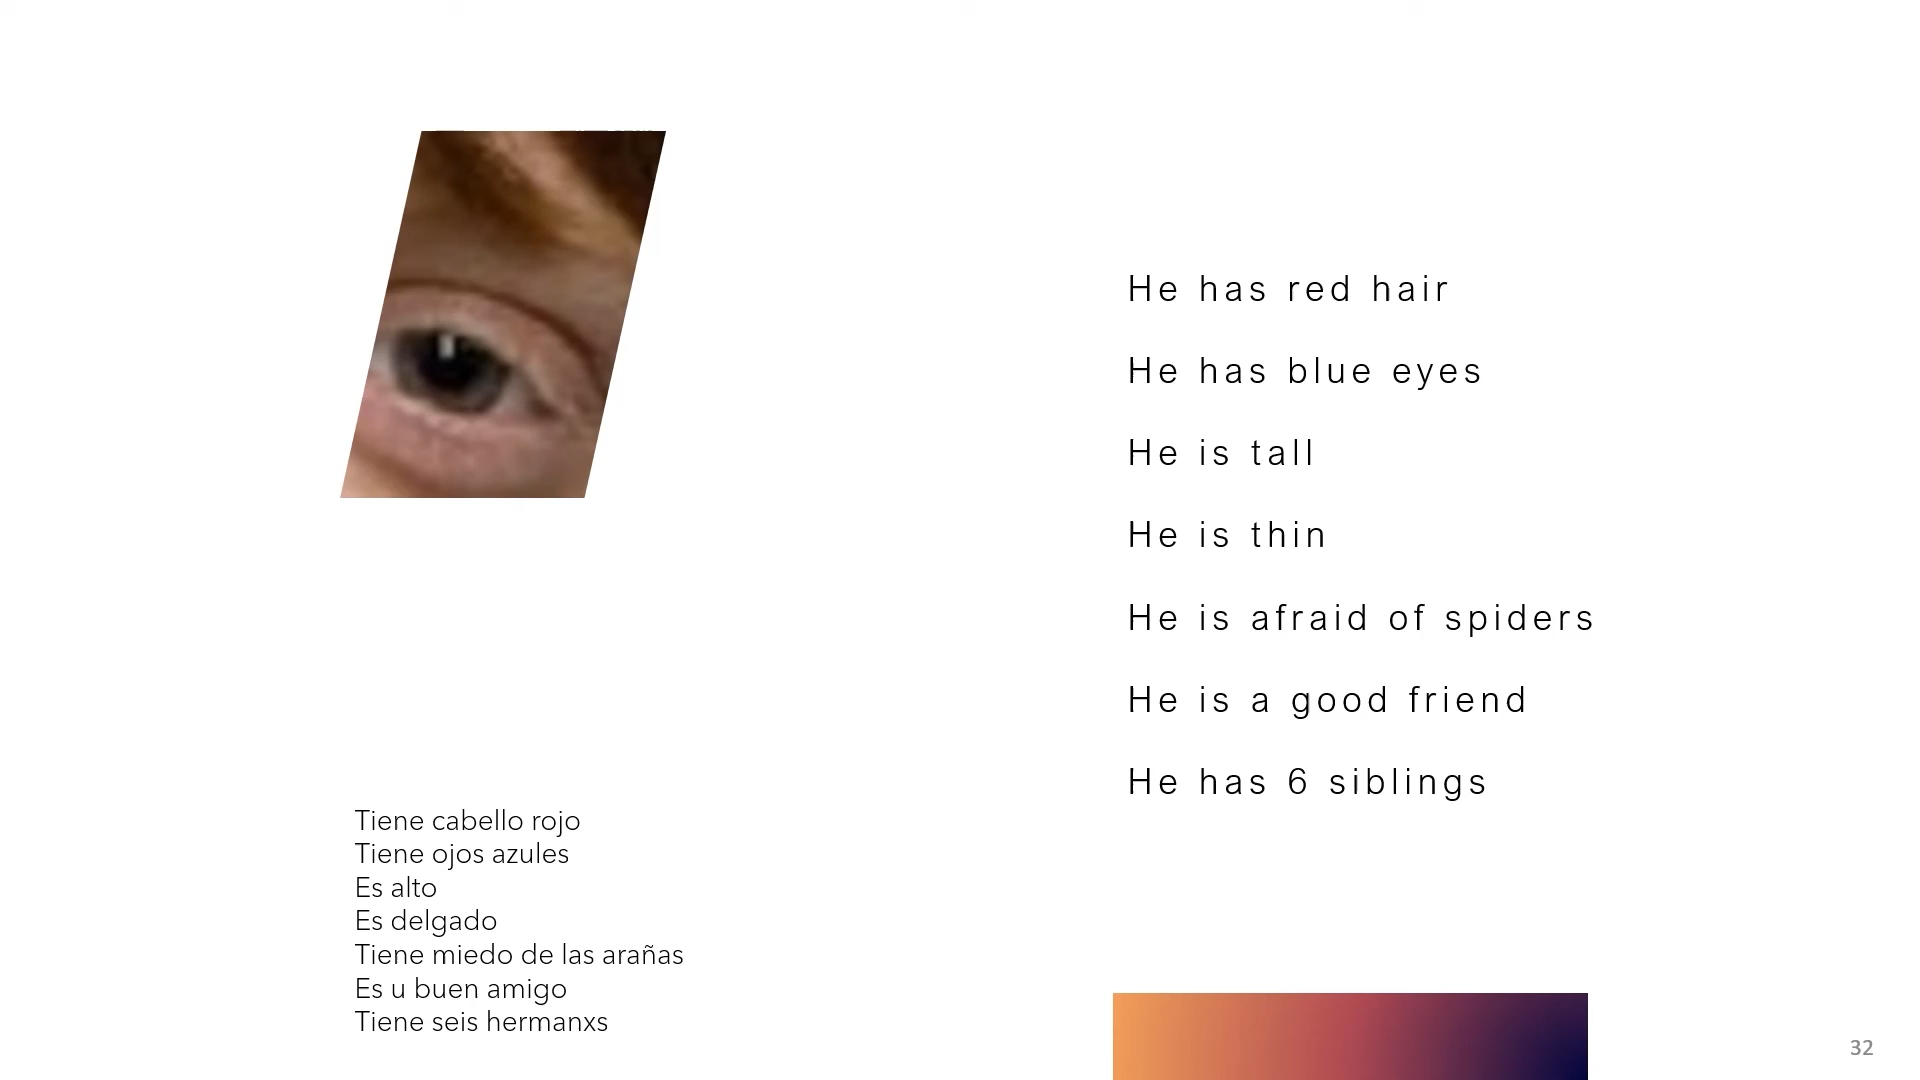 He has red hair
He has blue eyes
He is tall
He is thin
He is afraid of spiders
He is a good friend
He has 6 siblings
Tiene cabello rojo
Tiene ojos azules
Es alto
Es delgado
Tiene miedo de las arañas
Es u buen amigo
Tiene seis hermanxs
32